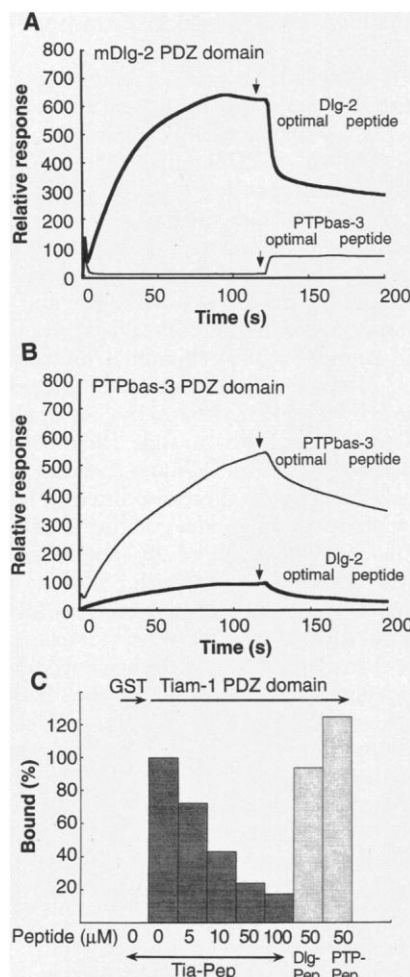 A
mDlg-2 PDZ domain
800
700
600
500
400
300
200
100
0
Relative response
Dlg-2
optimal peptide
PTPbas-3
optimal peptide
0 50 100 150 200
Time (s)
B
PTPbas-3 PDZ domain
800
700
600
500
400
300
200
100
0
Relative response
PTPbas-3
optimal peptide
Dlg-2
optimal peptide
0 50 100 150 200
Time (s)
C
GST Tiam-1 PDZ domain
120
100
80
60
40
20
Bound (%)
Peptide (μM) 0 0 5 10 50 100 50 50
Tia-Pep
Dlg-
Pep
PTP-
Pep